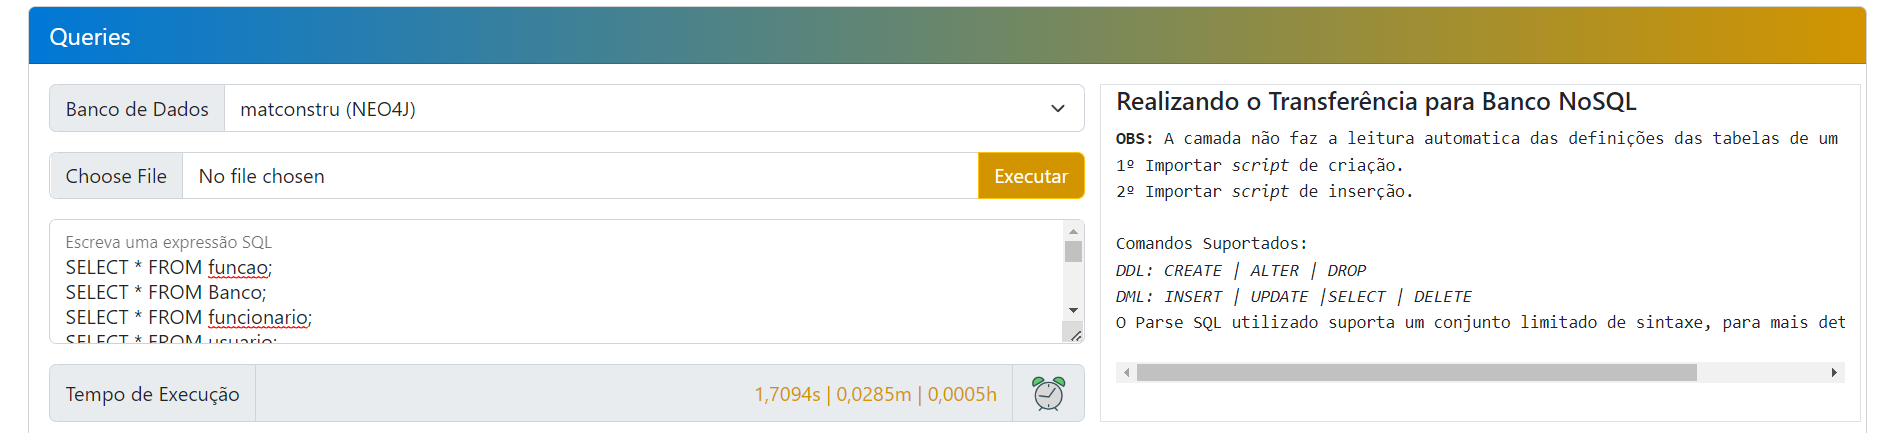 Queries
Banco de Dados
matconstru (NEO4J)
Choose File
No file chosen
Executar
Escreva uma expressão SQL
SELECT * FROM funcao;
SELECT * FROM Banco;
SELECT * FROM funcionario;
SELECT * FROM usuario;
Tempo de Execução
1,7094s | 0,0285m | 0,0005h
Realizando o Transferência para Banco NoSQL
OBS: A camada não faz a leitura automatica das definições das tabelas de um
1º Importar script de criação.
2º Importar script de inserção.
Comandos Suportados:
DDL: CREATE | ALTER | DROP
DML: INSERT | UPDATE |SELECT | DELETE
O Parse SQL utilizado suporta um conjunto limitado de sintaxe, para mais det